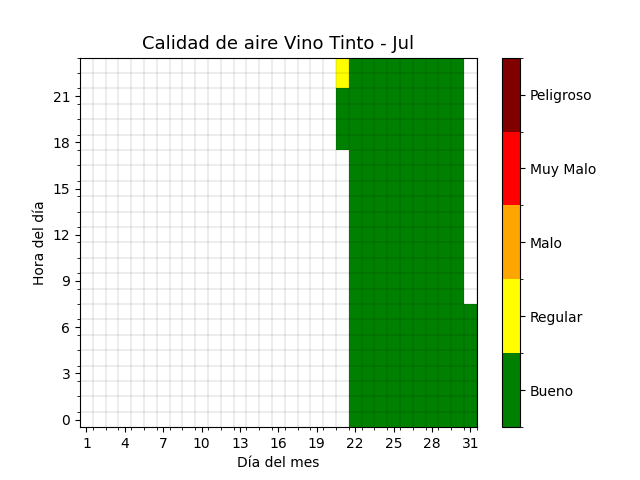 Calidad de aire Vino Tinto - Jul
21
18
15
12
9
6
3
0
Hora del día
1 4 7 10 13 16 19 22 25 28 31
Día del mes
Peligroso
Muy Malo
Malo
Regular
Bueno